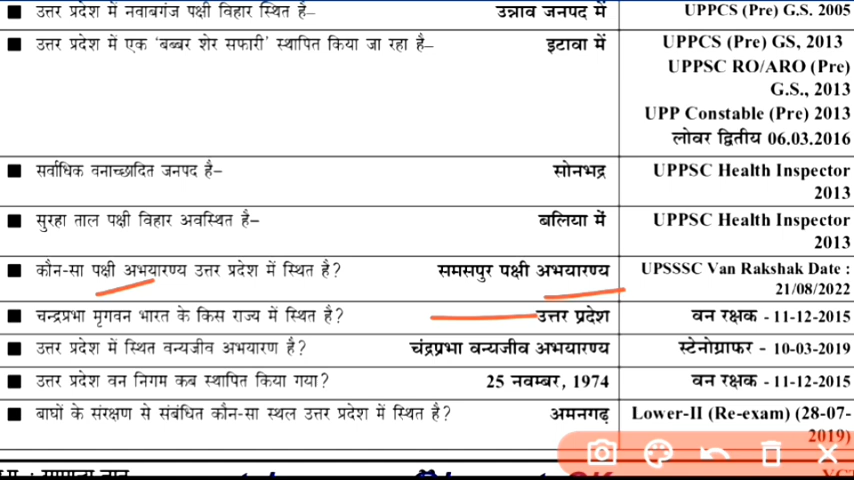 ■ उत्तर प्रदेश में नवाबगंज पक्षी विहार स्थित है– उन्नाव जनपद में UPPCS (Pre) G.S. 2005
■ उत्तर प्रदेश में एक 'बब्बर शेर सफारी' स्थापित किया जा रहा है– इटावा में UPPCS (Pre) GS, 2013
UPPSC RO/ARO (Pre)
G.S., 2013
UPP Constable (Pre) 2013
लोवर द्वितीय 06.03.2016
■ सर्वाधिक वनाच्छादित जनपद है– सोनभद्र UPPSC Health Inspector
2013
■ सुरहा ताल पक्षी विहार अवस्थित है– बलिया में UPPSC Health Inspector
2013
■ कौन-सा पक्षी अभयारण्य उत्तर प्रदेश में स्थित है? समसपुर पक्षी अभयारण्य UPSSSC Van Rakshak Date :
21/08/2022
■ चन्द्रप्रभा मृगवन भारत के किस राज्य में स्थित है? उत्तर प्रदेश वन रक्षक - 11-12-2015
■ उत्तर प्रदेश में स्थित वन्यजीव अभयारण है? चंद्रप्रभा वन्यजीव अभयारण्य स्टेनोग्राफर - 10-03-2019
■ उत्तर प्रदेश वन निगम कब स्थापित किया गया? 25 नवम्बर, 1974 वन रक्षक - 11-12-2015
■ बाघों के संरक्षण से संबंधित कौन-सा स्थल उत्तर प्रदेश में स्थित है? अमनगढ़ Lower-II (Re-exam) (28-07-
2019)